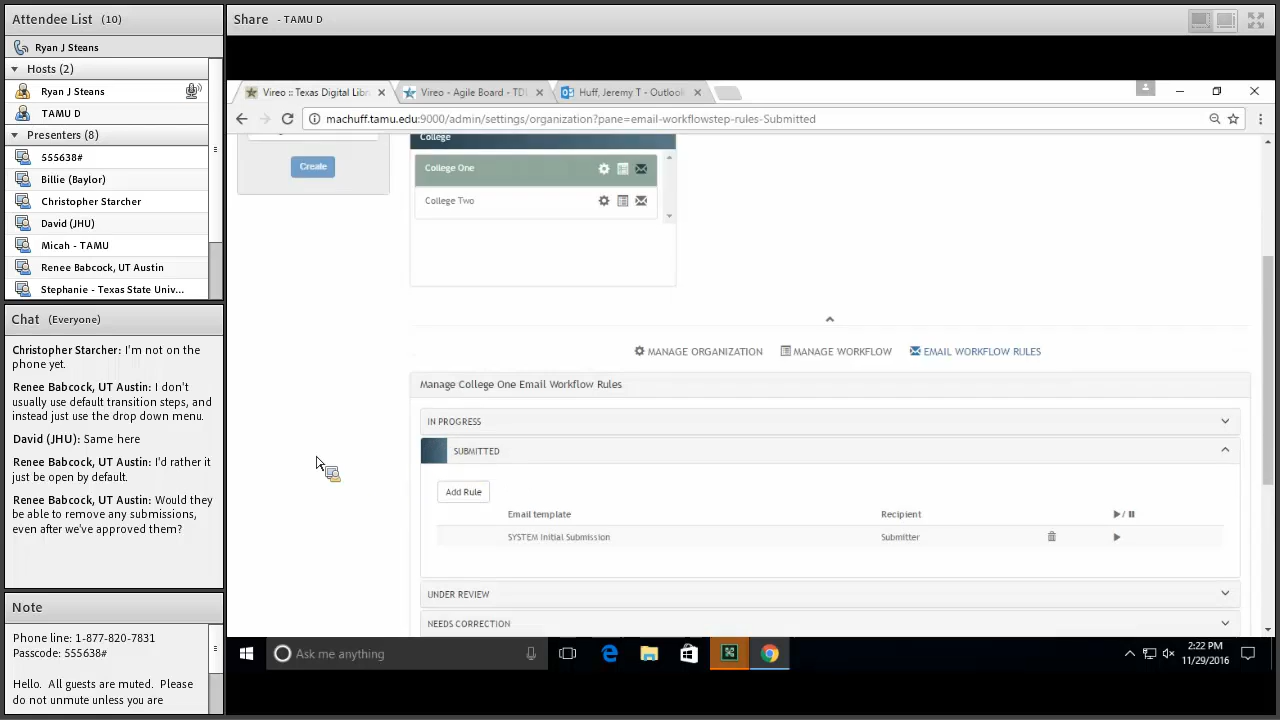 Attendee List (10)
Ryan J Steans
Hosts (2)
Ryan J Steans
TAMU D
Presenters (8)
555638#
Billie (Baylor)
Christopher Starcher
David (JHU)
Micah - TAMU
Renee Babcock, UT Austin
Stephanie - Texas State Univ...
Chat (Everyone)
Christopher Starcher: I'm not on the
phone yet.
Renee Babcock, UT Austin: I don't
usually use default transition steps, and
instead just use the drop down menu.
David (JHU): Same here
Renee Babcock, UT Austin: I'd rather it
just be open by default.
Renee Babcock, UT Austin: Would they
be able to remove any submissions,
even after we've approved them?
Note
Phone line: 1-877-820-7831
Passcode: 555638#
Hello. All guests are muted. Please
do not unmute unless you are
Share - TAMU D
Vireo :: Texas Digital Libr
Vireo - Agile Board - TDL
Huff, Jeremy T - Outlook
machuff.tamu.edu:9000/admin/settings/organization?pane=email-workflowstep-rules-Submitted
Create
College
College One
College Two
MANAGE ORGANIZATION
MANAGE WORKFLOW
EMAIL WORKFLOW RULES
Manage College One Email Workflow Rules
IN PROGRESS
SUBMITTED
Add Rule
Email template Recipient
SYSTEM Initial Submission Submitter
UNDER REVIEW
NEEDS CORRECTION
Ask me anything
2:22 PM
11/29/2016